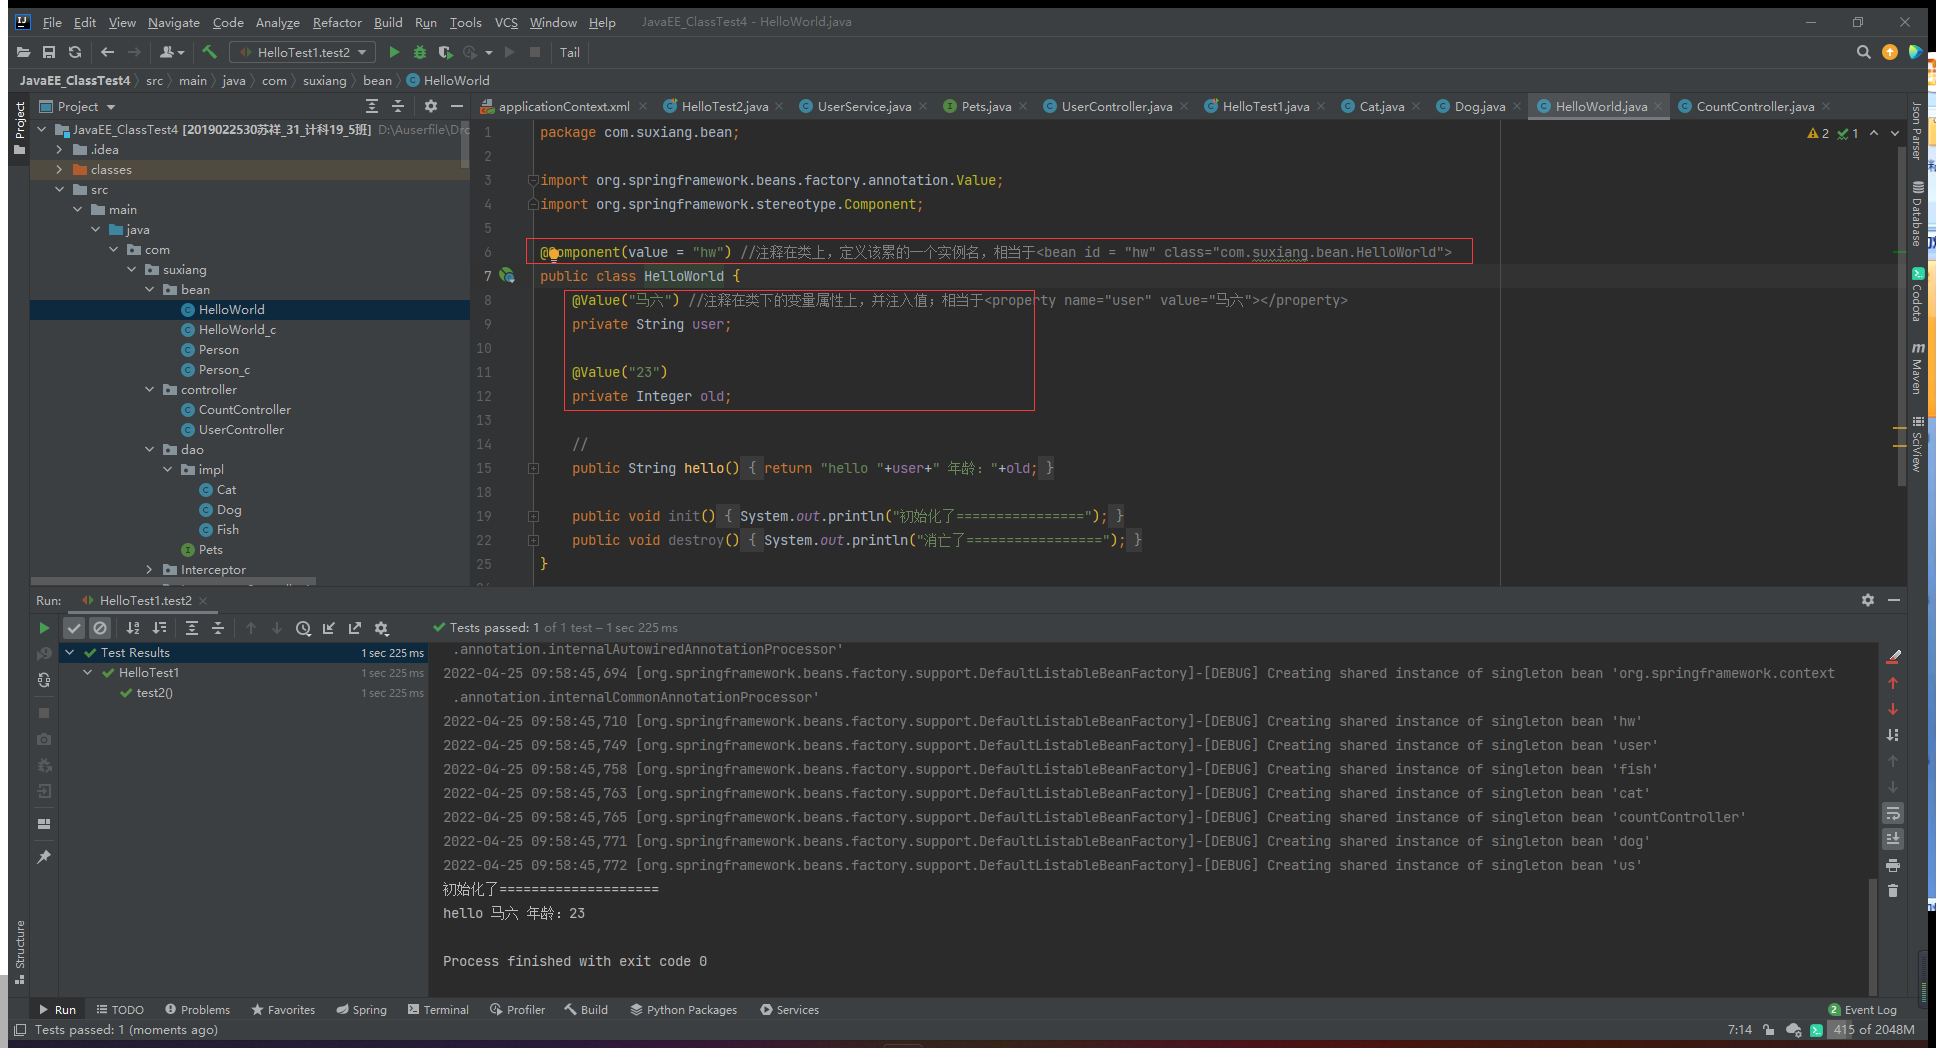 File Edit View Navigate Code Analyze Refactor Build Run Tools VCS Window Help JavaEE_ClassTest4 - HelloWorld.java
HelloTest1.test2 Tail
JavaEE_ClassTest4 src main java com suxiang bean HelloWorld
Project
applicationContext.xml HelloTest2.java UserService.java Pets.java UserController.java HelloTest1.java Cat.java Dog.java HelloWorld.java CountController.java
Project
JavaEE_ClassTest4 [2019022530苏祥_31_计科19_5班] D:\Auserfile\Dro
.idea
classes
src
main
java
com
suxiang
bean
HelloWorld
HelloWorld_c
Person
Person_c
controller
CountController
UserController
dao
impl
Cat
Dog
Fish
Pets
Interceptor
1 package com.suxiang.bean;
2
3 import org.springframework.beans.factory.annotation.Value;
4 import org.springframework.stereotype.Component;
5
6 @Component(value = "hw") //注释在类上，定义该累的一个实例名，相当于<bean id = "hw" class="com.suxiang.bean.HelloWorld">
7 public class HelloWorld {
8 @Value("马六") //注释在类下的变量属性上，并注入值；相当于<property name="user" value="马六"></property>
9 private String user;
10
11 @Value("23")
12 private Integer old;
13
14 //
15 public String hello() { return "hello "+user+" 年龄："+old; }
18
19 public void init() { System.out.println("初始化了================"); }
22 public void destroy() { System.out.println("消亡了================="); }
25 }
2 1
Json Parser
Database
Codota
Maven
SciView
Run: HelloTest1.test2
Tests passed: 1 of 1 test – 1 sec 225 ms
Test Results 1 sec 225 ms
HelloTest1 1 sec 225 ms
test2() 1 sec 225 ms
.annotation.internalAutowiredAnnotationProcessor'
2022-04-25 09:58:45,694 [org.springframework.beans.factory.support.DefaultListableBeanFactory]-[DEBUG] Creating shared instance of singleton bean 'org.springframework.context
.annotation.internalCommonAnnotationProcessor'
2022-04-25 09:58:45,710 [org.springframework.beans.factory.support.DefaultListableBeanFactory]-[DEBUG] Creating shared instance of singleton bean 'hw'
2022-04-25 09:58:45,749 [org.springframework.beans.factory.support.DefaultListableBeanFactory]-[DEBUG] Creating shared instance of singleton bean 'user'
2022-04-25 09:58:45,758 [org.springframework.beans.factory.support.DefaultListableBeanFactory]-[DEBUG] Creating shared instance of singleton bean 'fish'
2022-04-25 09:58:45,763 [org.springframework.beans.factory.support.DefaultListableBeanFactory]-[DEBUG] Creating shared instance of singleton bean 'cat'
2022-04-25 09:58:45,765 [org.springframework.beans.factory.support.DefaultListableBeanFactory]-[DEBUG] Creating shared instance of singleton bean 'countController'
2022-04-25 09:58:45,771 [org.springframework.beans.factory.support.DefaultListableBeanFactory]-[DEBUG] Creating shared instance of singleton bean 'dog'
2022-04-25 09:58:45,772 [org.springframework.beans.factory.support.DefaultListableBeanFactory]-[DEBUG] Creating shared instance of singleton bean 'us'
初始化了====================
hello 马六 年龄：23
Process finished with exit code 0
Structure
Run TODO Problems Favorites Spring Terminal Profiler Build Python Packages Services 2 Event Log
Tests passed: 1 (moments ago) 7:14 415 of 2048M